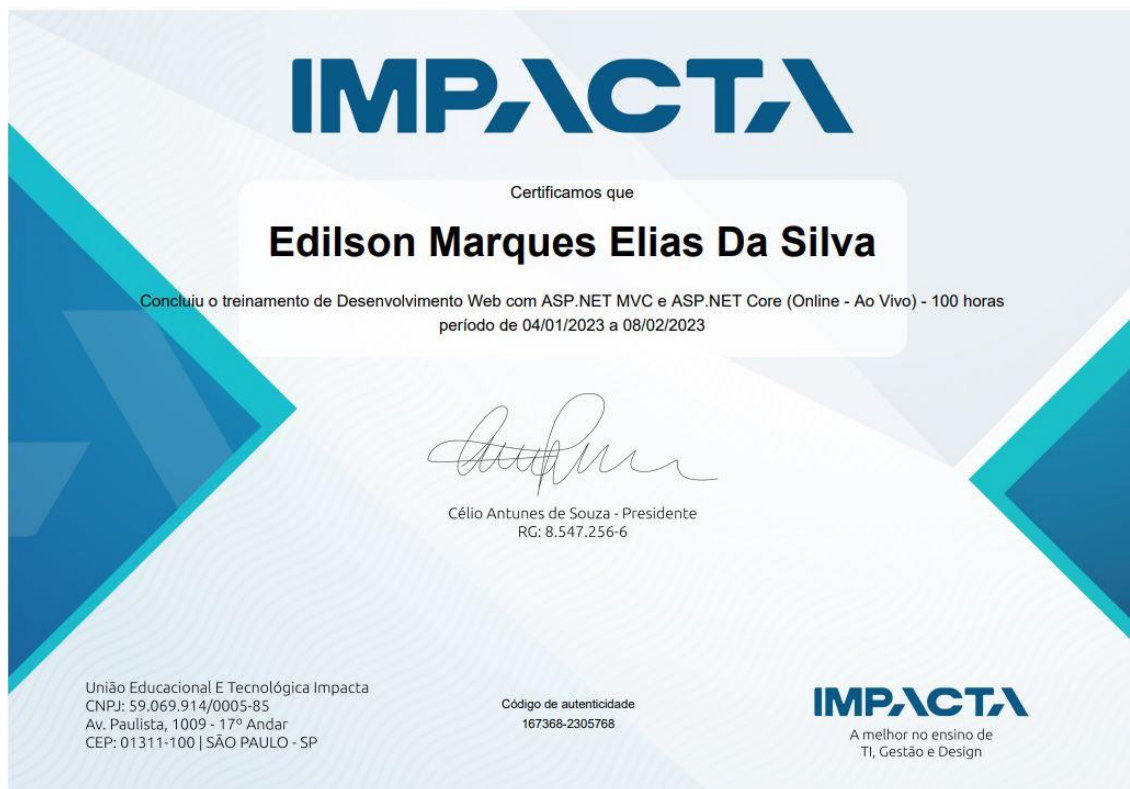 IMPACTA
Certificamos que
Edilson Marques Elias Da Silva
Concluiu o treinamento de Desenvolvimento Web com ASP.NET MVC e ASP.NET Core (Online - Ao Vivo) - 100 horas
período de 04/01/2023 a 08/02/2023
Célio Antunes de Souza - Presidente
RG: 8.547.256-6
União Educacional E Tecnológica Impacta
CNPJ: 59.069.914/0005-85
Av. Paulista, 1009 - 17º Andar
CEP: 01311-100 | SÃO PAULO - SP
Código de autenticidade
167368-2305768
IMPACTA
A melhor no ensino de
TI, Gestão e Design